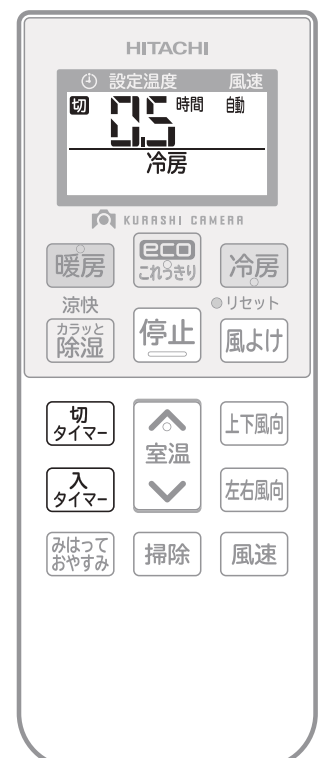 HITACHI
設定温度 風速
切 0.5 時間 自動
冷房
KURASHI CAMERA
暖房 eco これっきり 冷房
涼快 リセット
カラッと除湿 停止 風よけ
切タイマー 上下風向
室温
入タイマー 左右風向
みはっておやすみ 掃除 風速